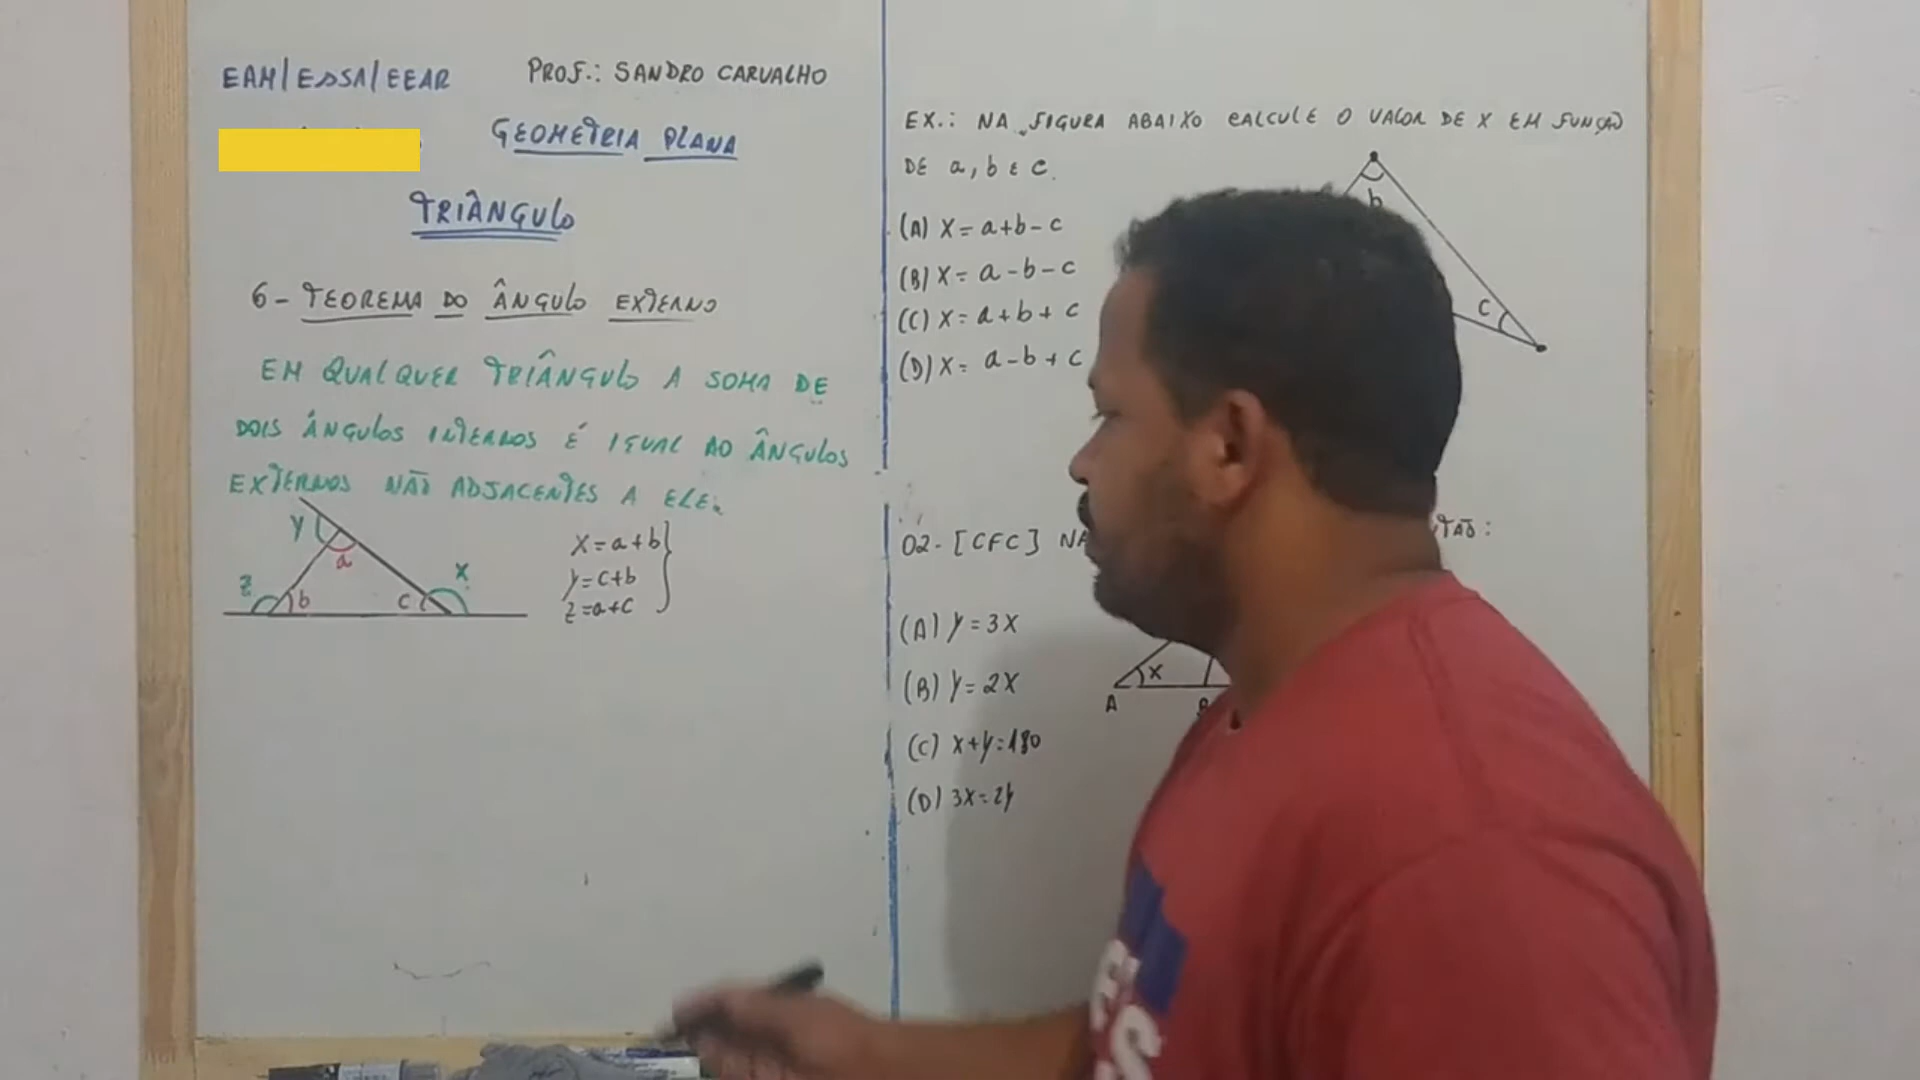 EAM/ESSA/EEAR
PROF.: SANDRO CARVALHO
GEOMETRIA PLANA
TRIÂNGULO
6 - TEOREMA DO ÂNGULO EXTERNO
EM QUALQUER TRIÂNGULO A SOMA DE
DOIS ÂNGULOS INTERNOS É IGUAL AO ÂNGULOS
EXTERNOS NÃO ADJACENTES A ELE.
y
a
z
b
c
x
X = a + b
y = c + b
z = a + c
EX.: NA FIGURA ABAIXO CALCULE O VALOR DE X EM FUNÇÃO
DE a, b E c.
(A) X = a + b - c
(B) X = a - b - c
(C) X = a + b + c
(D) X = a - b + c
b
c
02 - [CFC] NA
(A) y = 3X
(B) y = 2X
(C) X + y = 180
(D) 3X = 2y
X
A